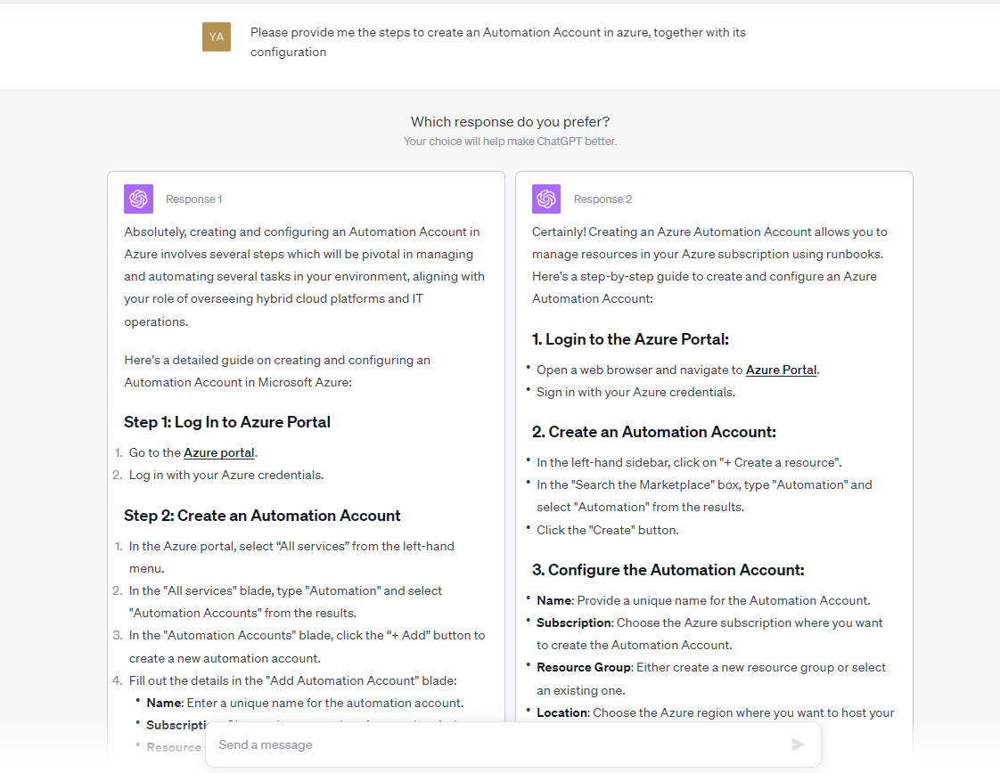 YA
Please provide me the steps to create an Automation Account in azure, together with its
configuration
Which response do you prefer?
Your choice will help make ChatGPT better.
Response 1
Absolutely, creating and configuring an Automation Account in
Azure involves several steps which will be pivotal in managing
and automating several tasks in your environment, aligning with
your role of overseeing hybrid cloud platforms and IT
operations.
Here's a detailed guide on creating and configuring an
Automation Account in Microsoft Azure:
Step 1: Log In to Azure Portal
1. Go to the Azure portal.
2. Log in with your Azure credentials.
Step 2: Create an Automation Account
1. In the Azure portal, select “All services” from the left-hand
menu.
2. In the "All services" blade, type "Automation" and select
"Automation Accounts" from the results.
3. In the "Automation Accounts" blade, click the “+ Add” button to
create a new automation account.
4. Fill out the details in the "Add Automation Account" blade:
• Name: Enter a unique name for the automation account.
• Subscripti
• Resource
Response 2
Certainly! Creating an Azure Automation Account allows you to
manage resources in your Azure subscription using runbooks.
Here's a step-by-step guide to create and configure an Azure
Automation Account:
1. Login to the Azure Portal:
• Open a web browser and navigate to Azure Portal.
• Sign in with your Azure credentials.
2. Create an Automation Account:
• In the left-hand sidebar, click on "+ Create a resource".
• In the "Search the Marketplace" box, type "Automation" and
select "Automation" from the results.
• Click the "Create" button.
3. Configure the Automation Account:
• Name: Provide a unique name for the Automation Account.
• Subscription: Choose the Azure subscription where you want
to create the Automation Account.
• Resource Group: Either create a new resource group or select
an existing one.
• Location: Choose the Azure region where you want to host your
Send a message